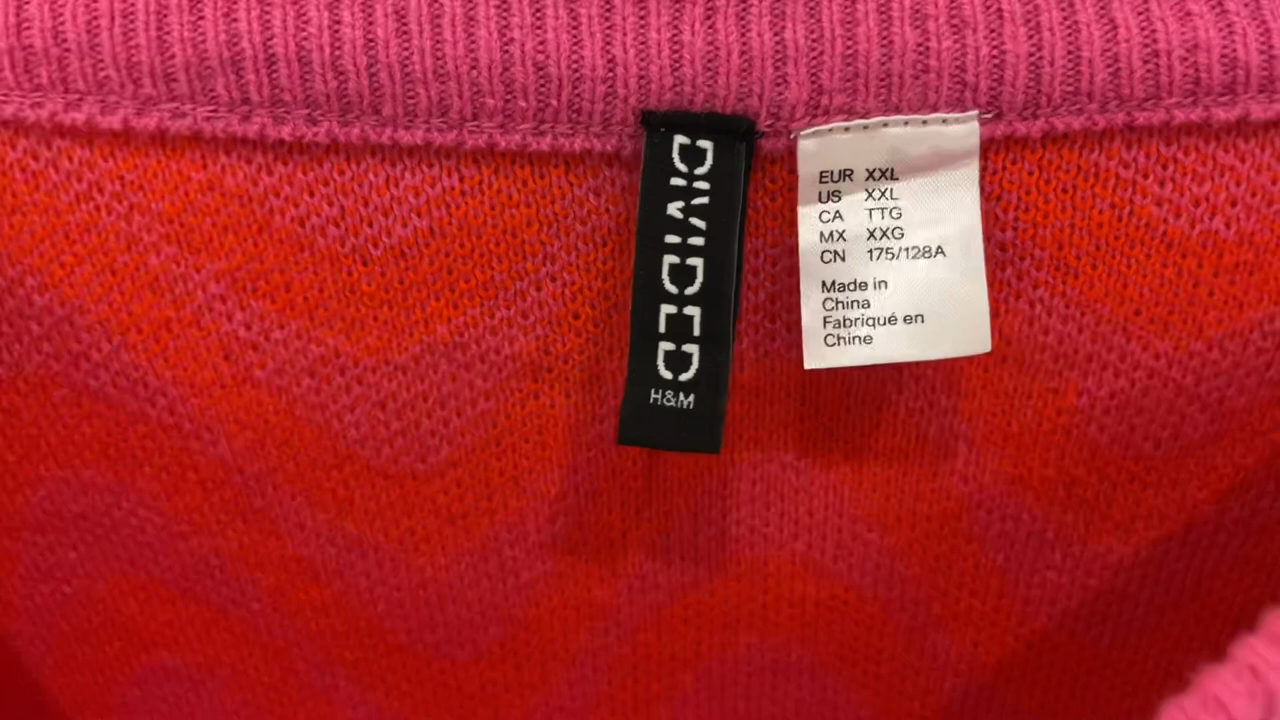 DIVIDED
H&M
EUR XXL
US XXL
CA TTG
MX XXG
CN 175/128A
Made in
China
Fabriqué en
Chine